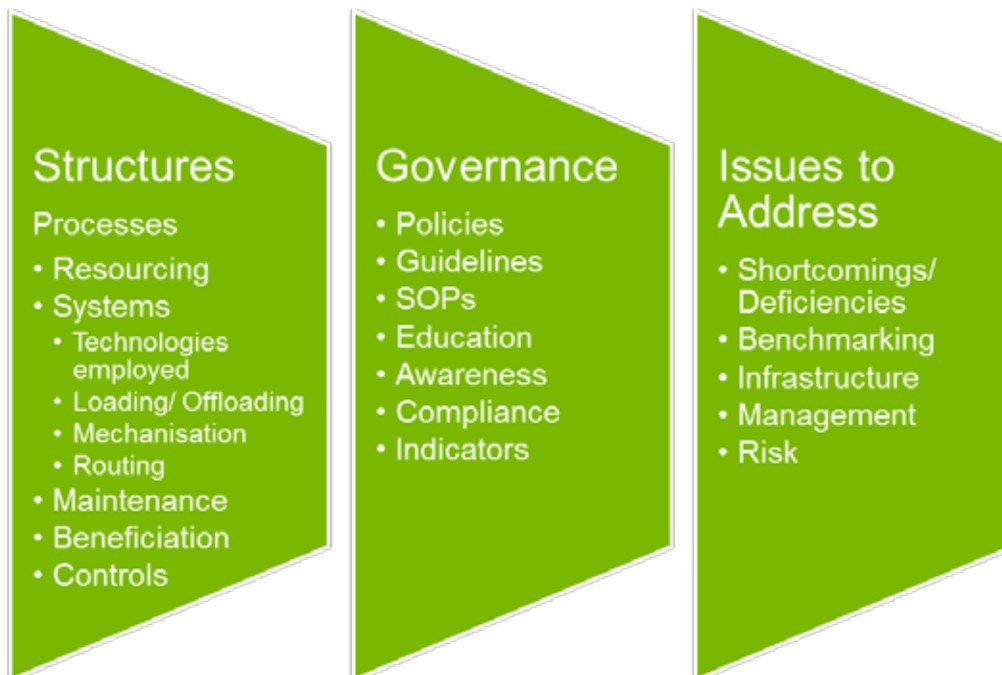 Structures
Processes
• Resourcing
• Systems
• Technologies
employed
• Loading/ Offloading
• Mechanisation
• Routing
• Maintenance
• Beneficiation
• Controls
Governance
• Policies
• Guidelines
• SOPs
• Education
• Awareness
• Compliance
• Indicators
Issues to
Address
• Shortcomings/
Deficiencies
• Benchmarking
• Infrastructure
• Management
• Risk